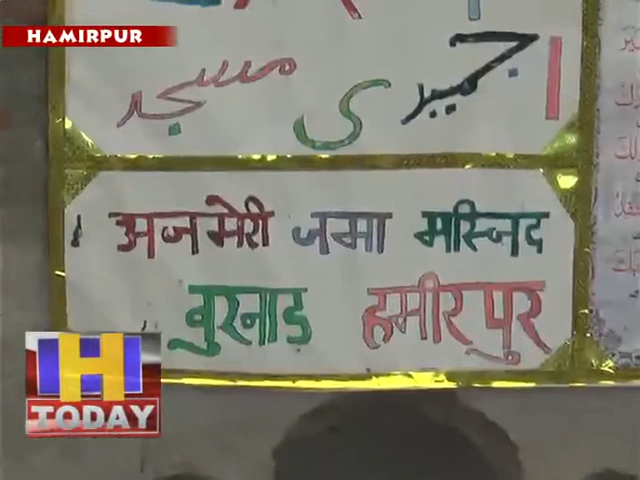 HAMIRPUR
اجمیری مسجد
अजमेरी जमा मस्जिद
वुरनाड हमीरपुर
H
TODAY